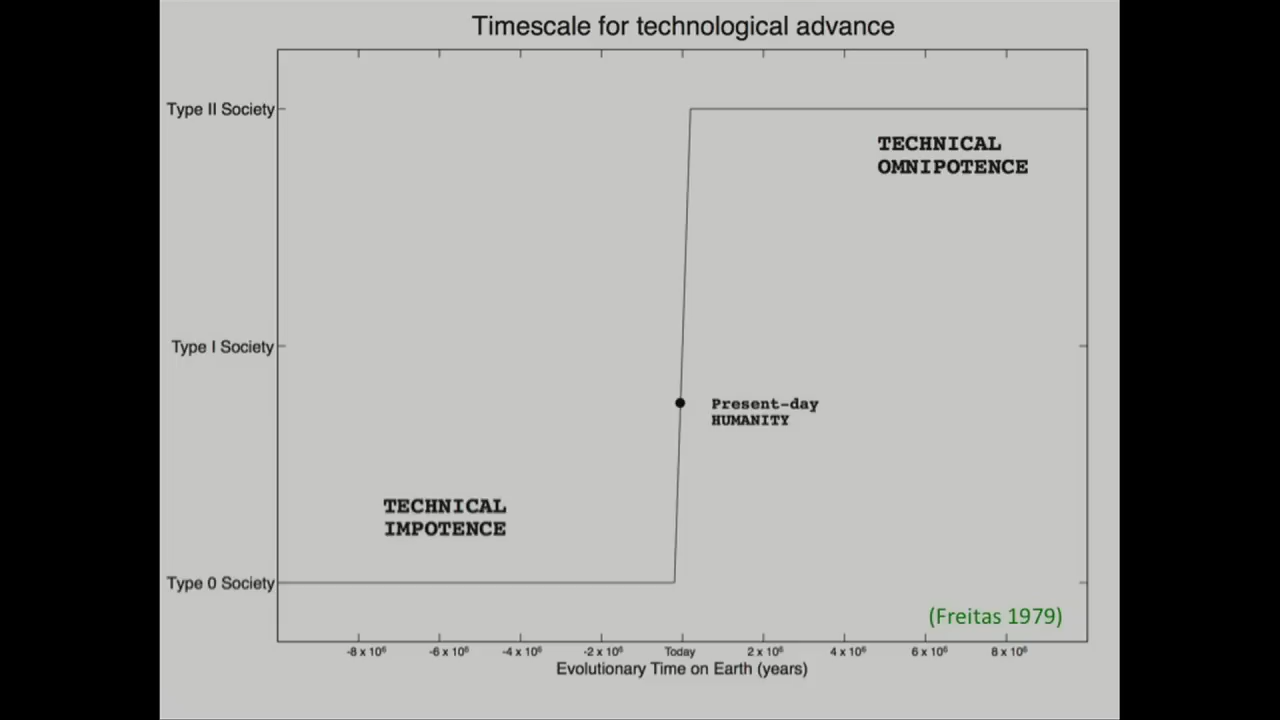 Timescale for technological advance
Type II Society
TECHNICAL
OMNIPOTENCE
Type I Society
Present-day
HUMANITY
TECHNICAL
IMPOTENCE
Type 0 Society
(Freitas 1979)
-8 x 10⁶ -6 x 10⁶ -4 x 10⁶ -2 x 10⁶ Today 2 x 10⁶ 4 x 10⁶ 6 x 10⁶ 8 x 10⁶
Evolutionary Time on Earth (years)